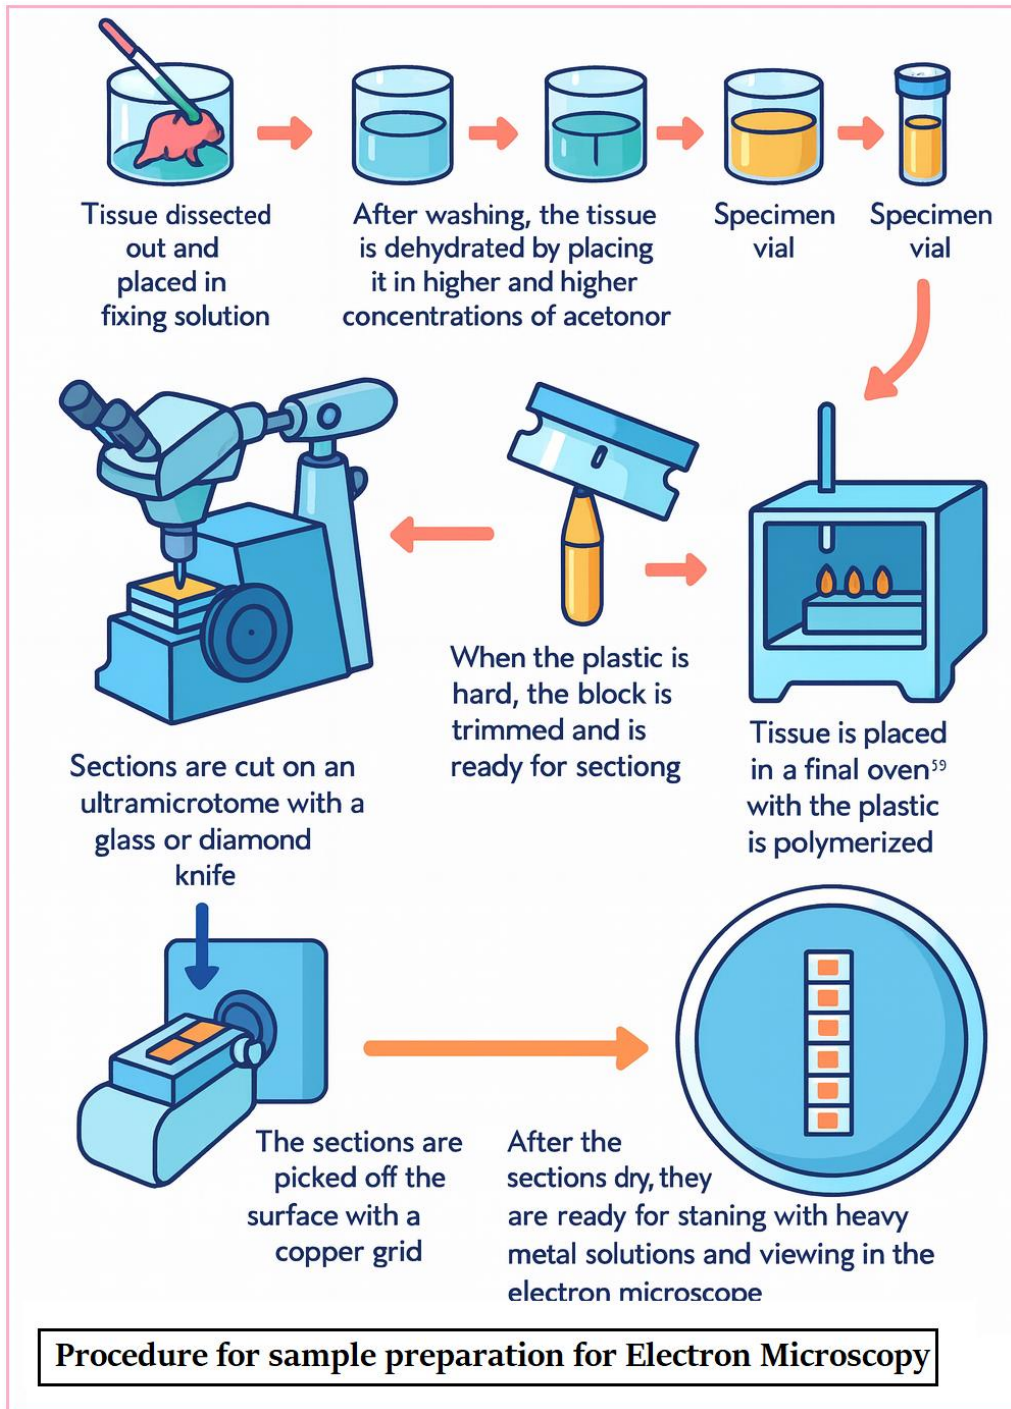 Tissue dissected
out and
placed in
fixing solution
After washing, the tissue
is dehydrated by placing
it in higher and higher
concentrations of acetonor
Specimen
vial
Specimen
vial
When the plastic is
hard, the block is
trimmed and is
ready for sectiong
Tissue is placed
in a final oven⁵⁹
with the plastic
is polymerized
Sections are cut on an
ultramicrotome with a
glass or diamond
knife
The sections are
picked off the
surface with a
copper grid
After the
sections dry, they
are ready for staning with heavy
metal solutions and viewing in the
electron microscope
Procedure for sample preparation for Electron Microscopy